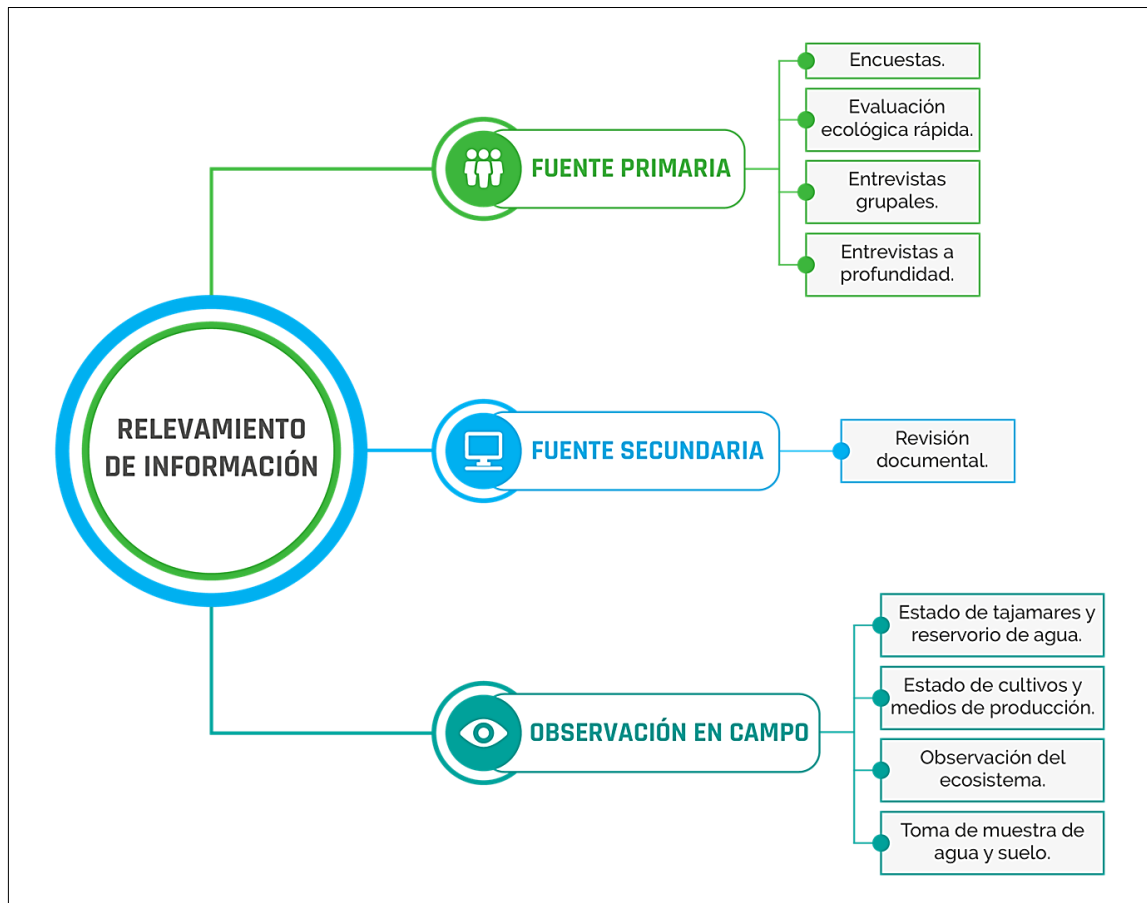 RELEVAMIENTO
DE INFORMACIÓN
FUENTE PRIMARIA
Encuestas.
Evaluación
ecológica rápida.
Entrevistas
grupales.
Entrevistas a
profundidad.
FUENTE SECUNDARIA
Revisión
documental.
OBSERVACIÓN EN CAMPO
Estado de tajamares y
reservorio de agua.
Estado de cultivos y
medios de producción.
Observación del
ecosistema.
Toma de muestra de
agua y suelo.